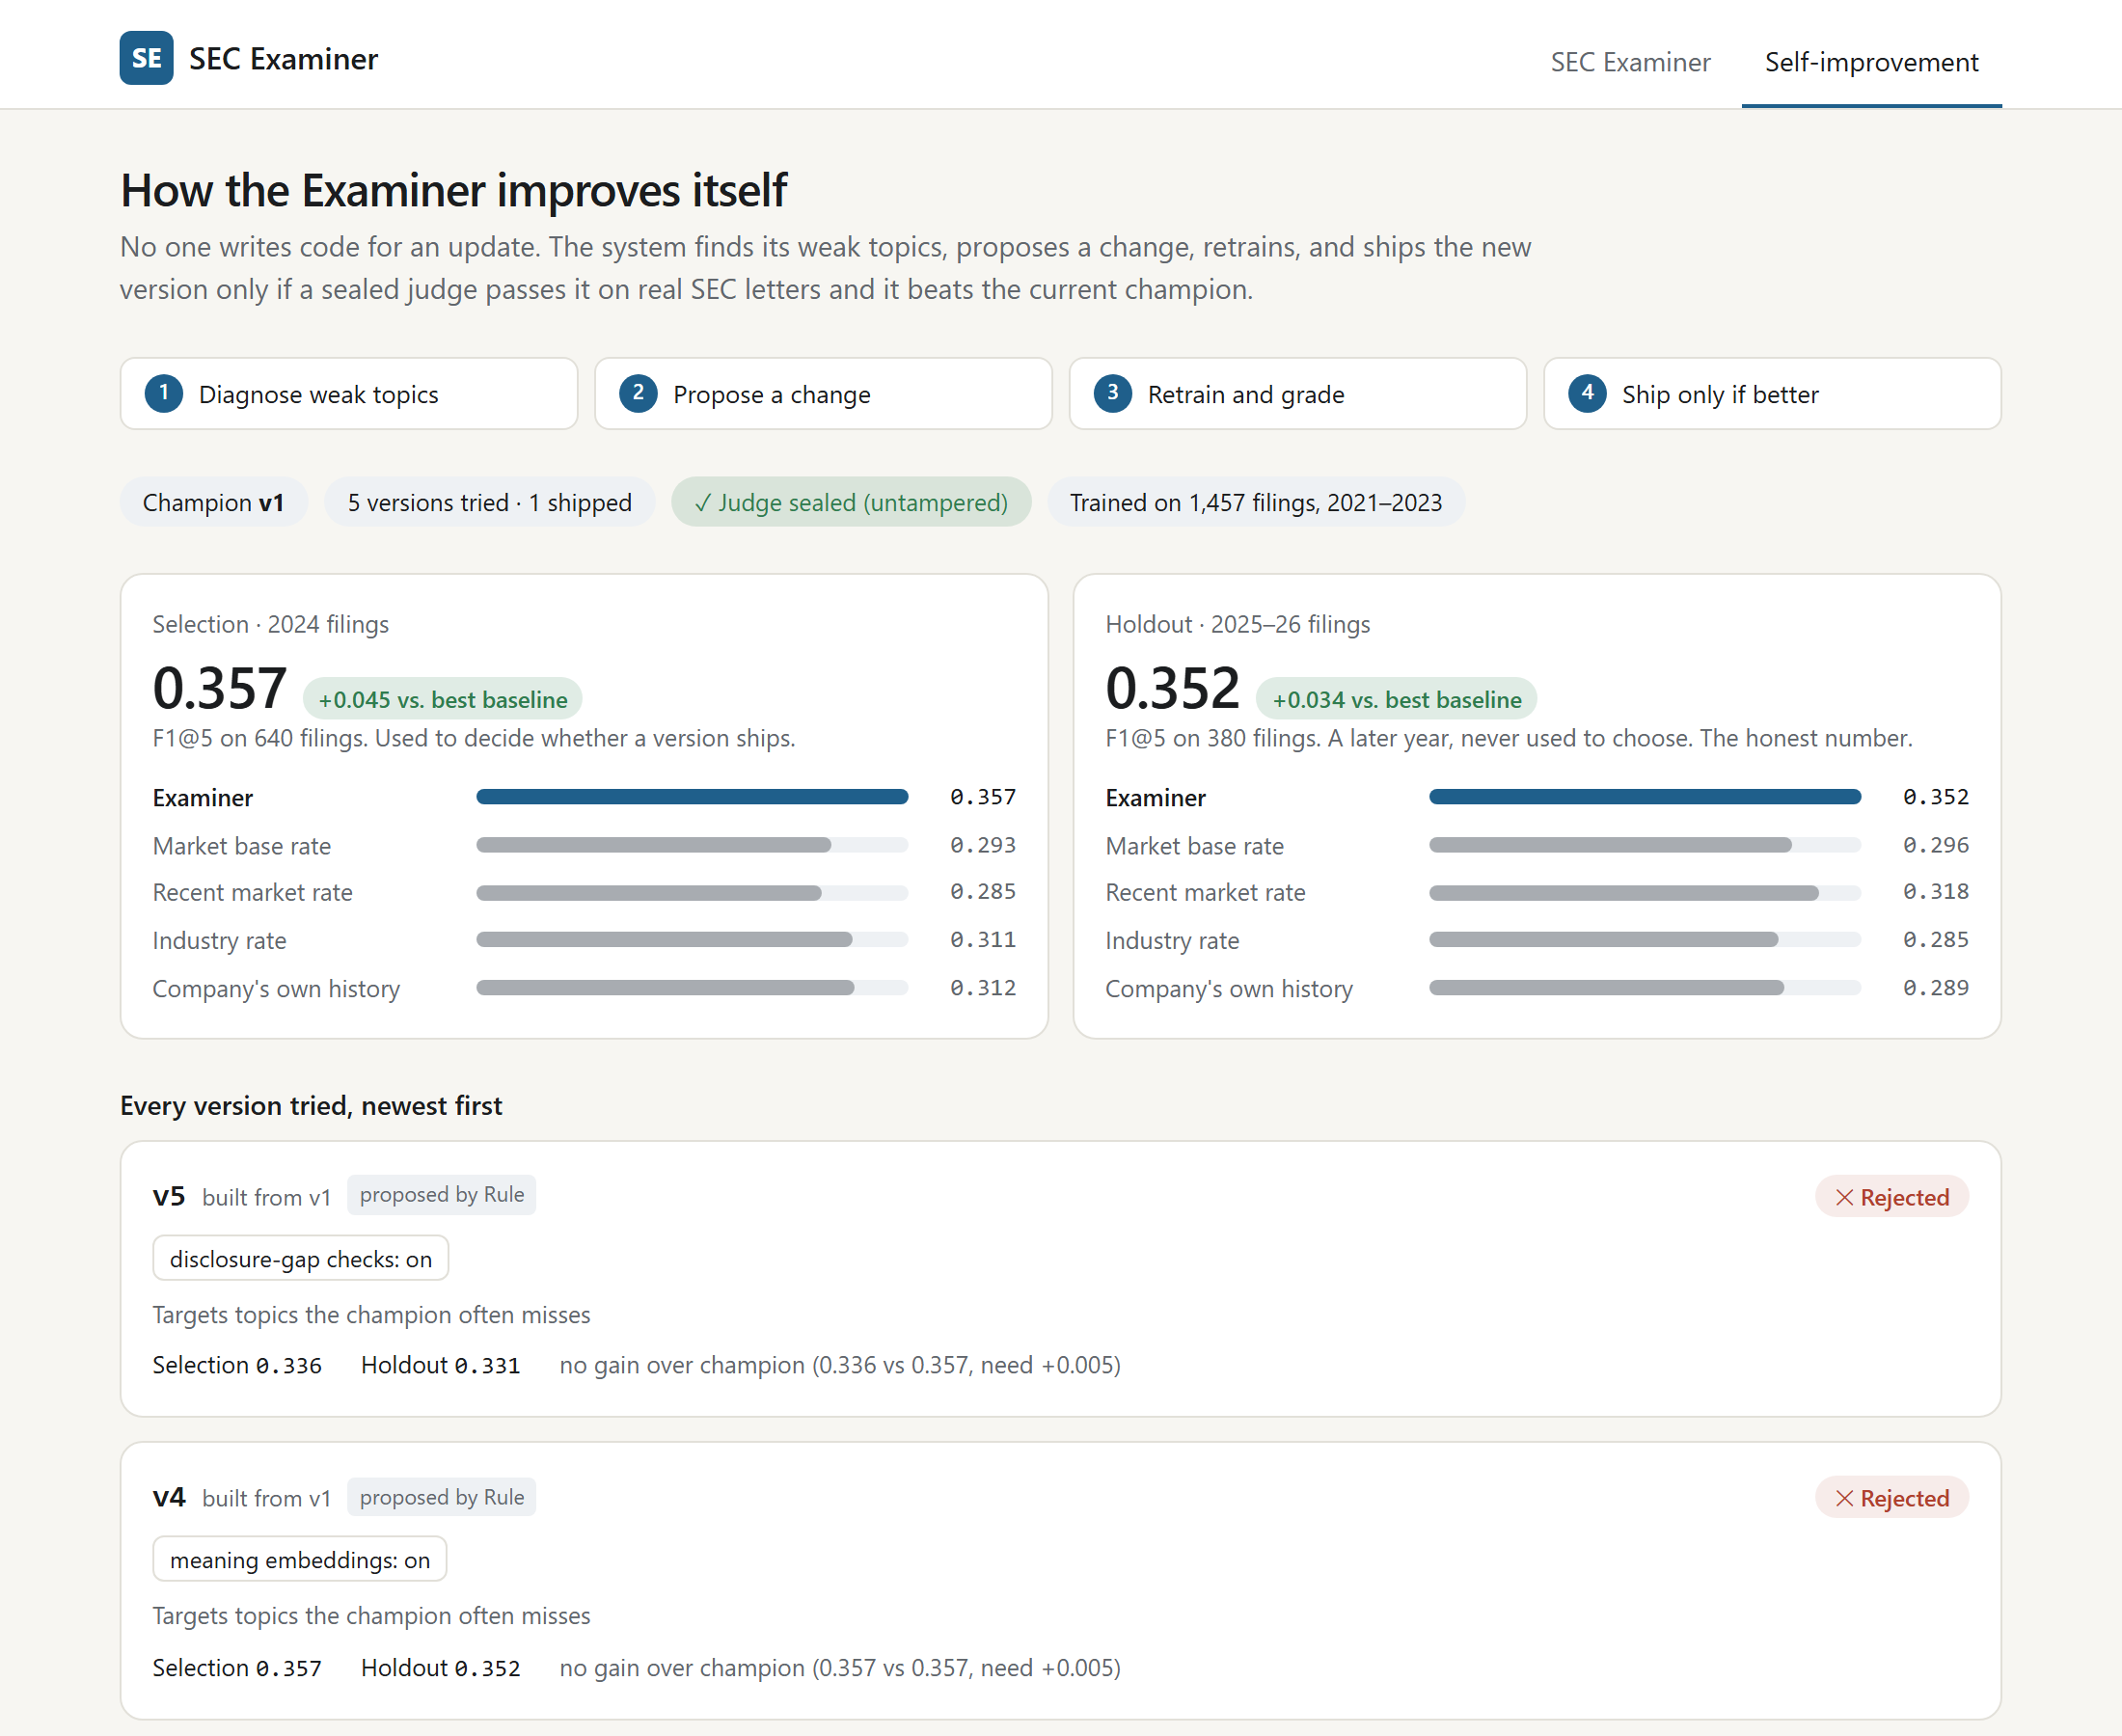 SE SEC Examiner
SEC Examiner Self-improvement
How the Examiner improves itself
No one writes code for an update. The system finds its weak topics, proposes a change, retrains, and ships the new
version only if a sealed judge passes it on real SEC letters and it beats the current champion.
1 Diagnose weak topics
2 Propose a change
3 Retrain and grade
4 Ship only if better
Champion v1
5 versions tried · 1 shipped
✓ Judge sealed (untampered)
Trained on 1,457 filings, 2021–2023
Selection · 2024 filings
0.357 +0.045 vs. best baseline
F1@5 on 640 filings. Used to decide whether a version ships.
Examiner 0.357
Market base rate 0.293
Recent market rate 0.285
Industry rate 0.311
Company's own history 0.312
Holdout · 2025–26 filings
0.352 +0.034 vs. best baseline
F1@5 on 380 filings. A later year, never used to choose. The honest number.
Examiner 0.352
Market base rate 0.296
Recent market rate 0.318
Industry rate 0.285
Company's own history 0.289
Every version tried, newest first
v5 built from v1 proposed by Rule
✕ Rejected
disclosure-gap checks: on
Targets topics the champion often misses
Selection 0.336 Holdout 0.331 no gain over champion (0.336 vs 0.357, need +0.005)
v4 built from v1 proposed by Rule
✕ Rejected
meaning embeddings: on
Targets topics the champion often misses
Selection 0.357 Holdout 0.352 no gain over champion (0.357 vs 0.357, need +0.005)